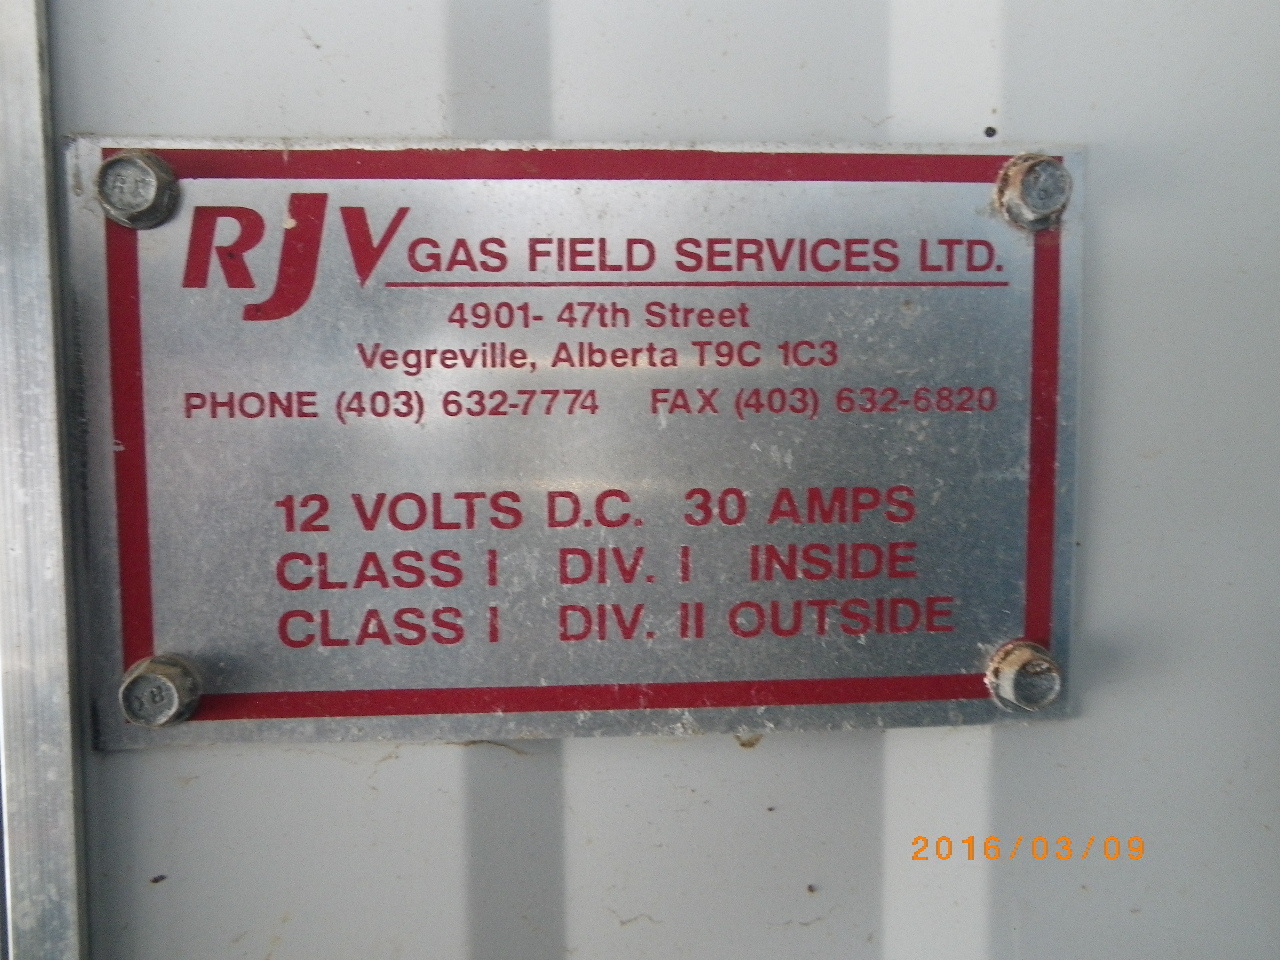 RJV GAS FIELD SERVICES LTD.
4901- 47th Street
Vegreville, Alberta T9C 1C3
PHONE (403) 632-7774 FAX (403) 632-6820
12 VOLTS D.C. 30 AMPS
CLASS I DIV. I INSIDE
CLASS I DIV. II OUTSIDE
2016/03/09